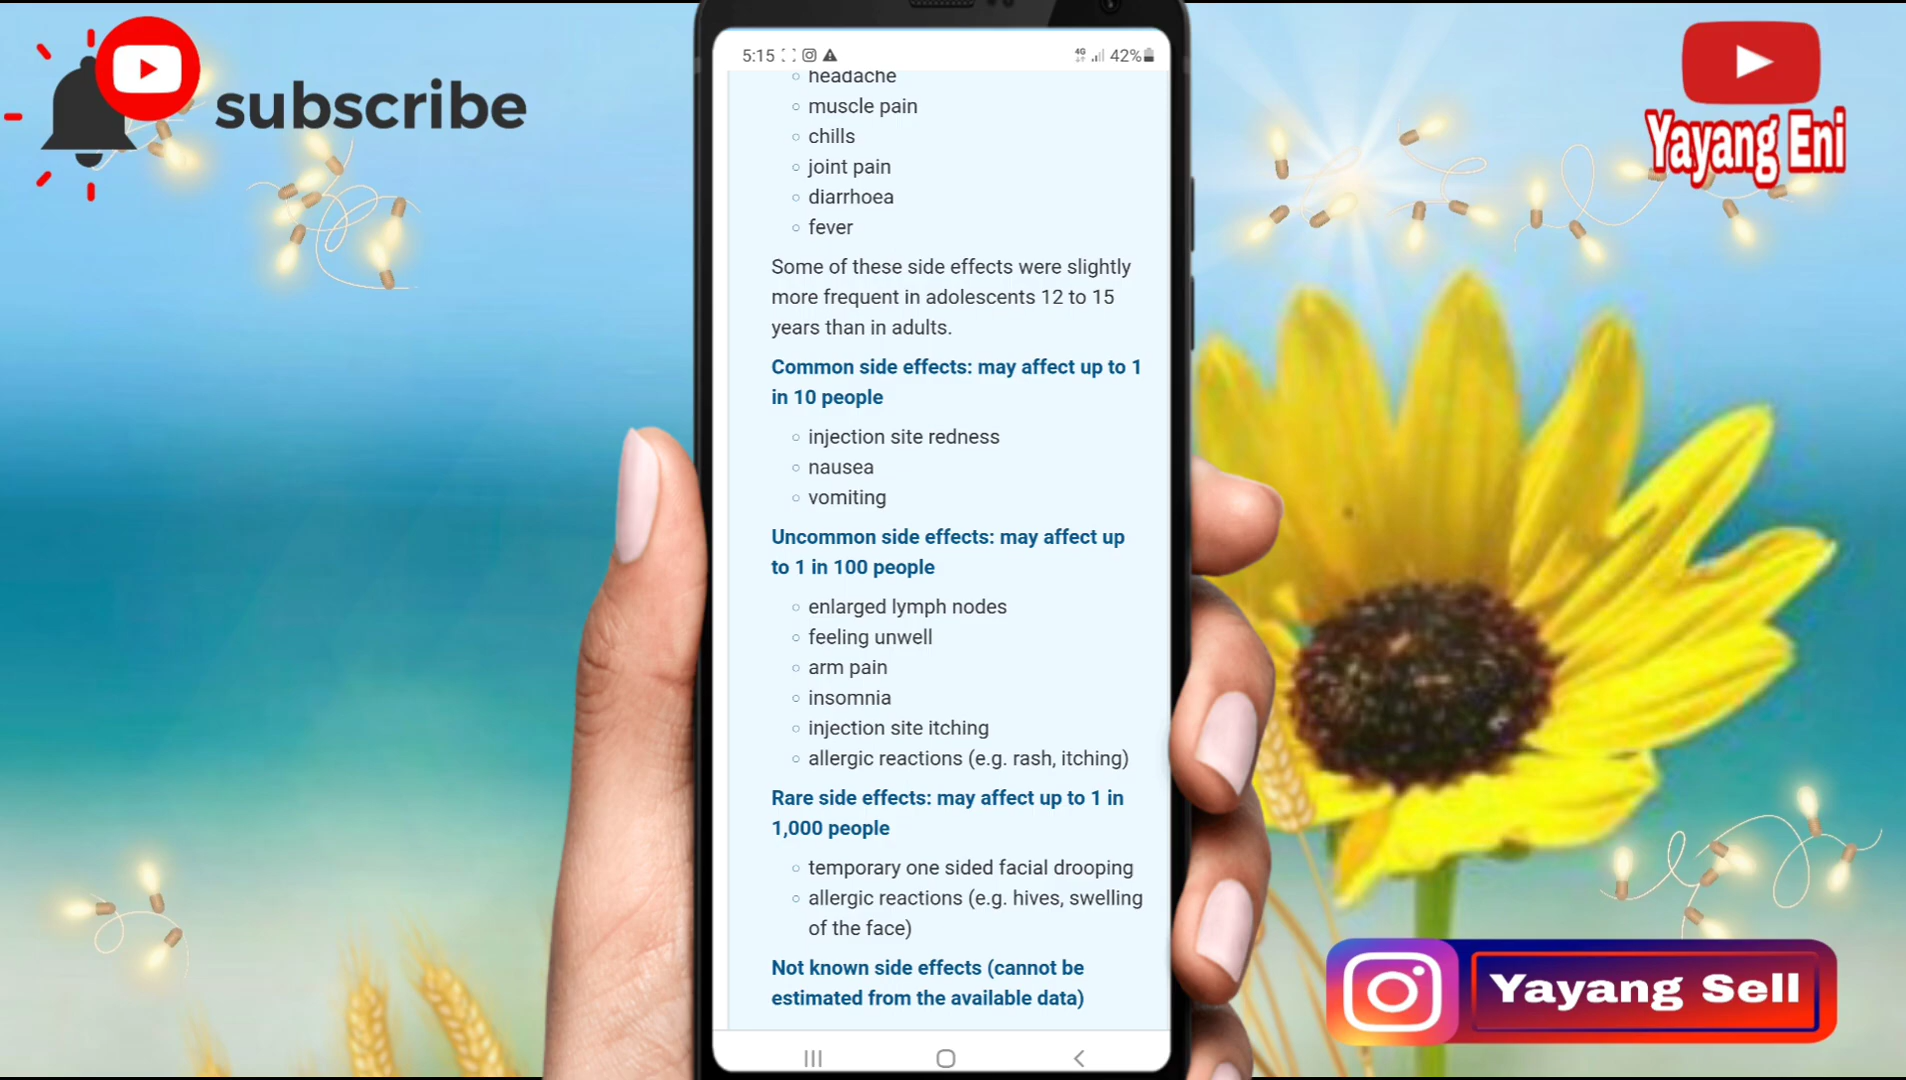 subscribe
Yayang Eni
5:15
4G
42%
headache
muscle pain
chills
joint pain
diarrhoea
fever
Some of these side effects were slightly
more frequent in adolescents 12 to 15
years than in adults.
Common side effects: may affect up to 1
in 10 people
injection site redness
nausea
vomiting
Uncommon side effects: may affect up
to 1 in 100 people
enlarged lymph nodes
feeling unwell
arm pain
insomnia
injection site itching
allergic reactions (e.g. rash, itching)
Rare side effects: may affect up to 1 in
1,000 people
temporary one sided facial drooping
allergic reactions (e.g. hives, swelling
of the face)
Not known side effects (cannot be
estimated from the available data)
Yayang Sell